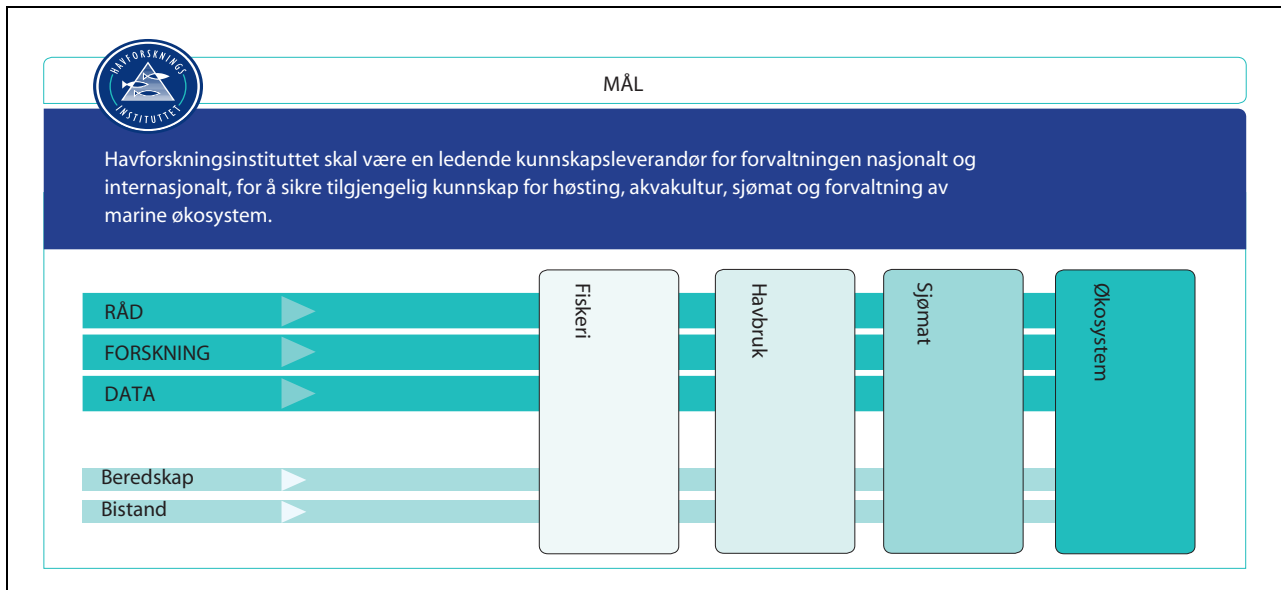 HAVFORSKNINGS
INSTITUTTET
MÅL
Havforskningsinstituttet skal være en ledende kunnskapsleverandør for forvaltningen nasjonalt og
internasjonalt, for å sikre tilgjengelig kunnskap for høsting, akvakultur, sjømat og forvaltning av
marine økosystem.
Fiskeri
Havbruk
Sjømat
Økosystem
RÅD
FORSKNING
DATA
Beredskap
Bistand